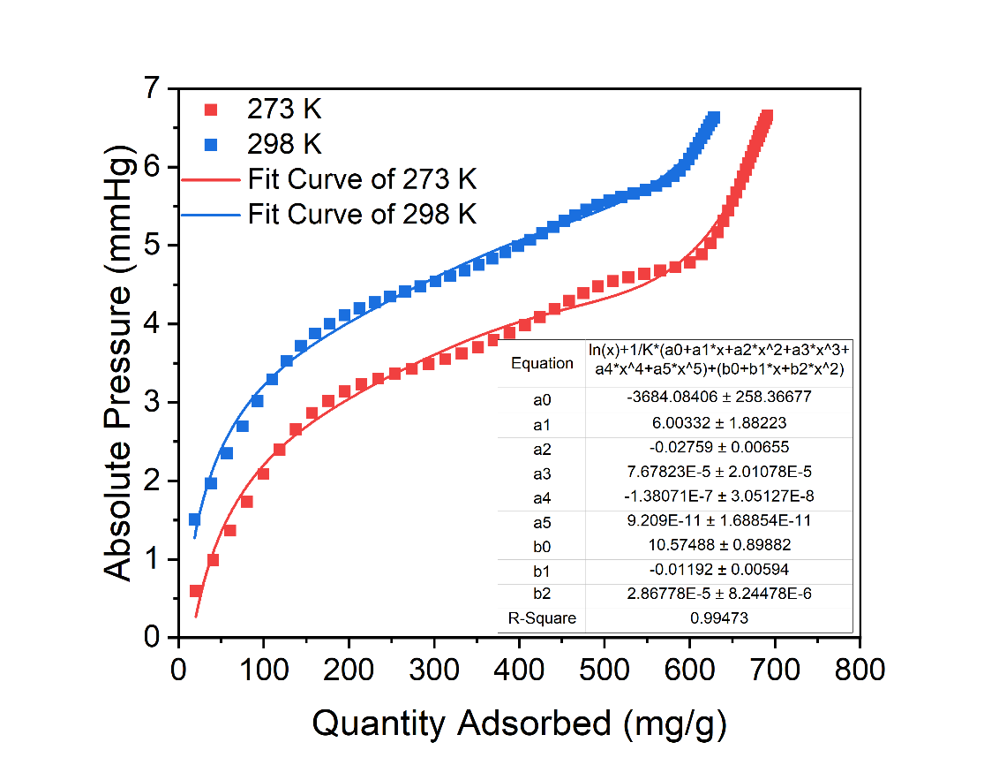 7
6
5
4
3
2
1
0
Absolute Pressure (mmHg)
273 K
298 K
Fit Curve of 273 K
Fit Curve of 298 K
Equation ln(x)+1/K*(a0+a1*x+a2*x^2+a3*x^3+
a4*x^4+a5*x^5)+(b0+b1*x+b2*x^2)
a0 -3684.08406 ± 258.36677
a1 6.00332 ± 1.88223
a2 -0.02759 ± 0.00655
a3 7.67823E-5 ± 2.01078E-5
a4 -1.38071E-7 ± 3.05127E-8
a5 9.209E-11 ± 1.68854E-11
b0 10.57488 ± 0.89882
b1 -0.01192 ± 0.00594
b2 2.86778E-5 ± 8.24478E-6
R-Square 0.99473
0 100 200 300 400 500 600 700 800
Quantity Adsorbed (mg/g)